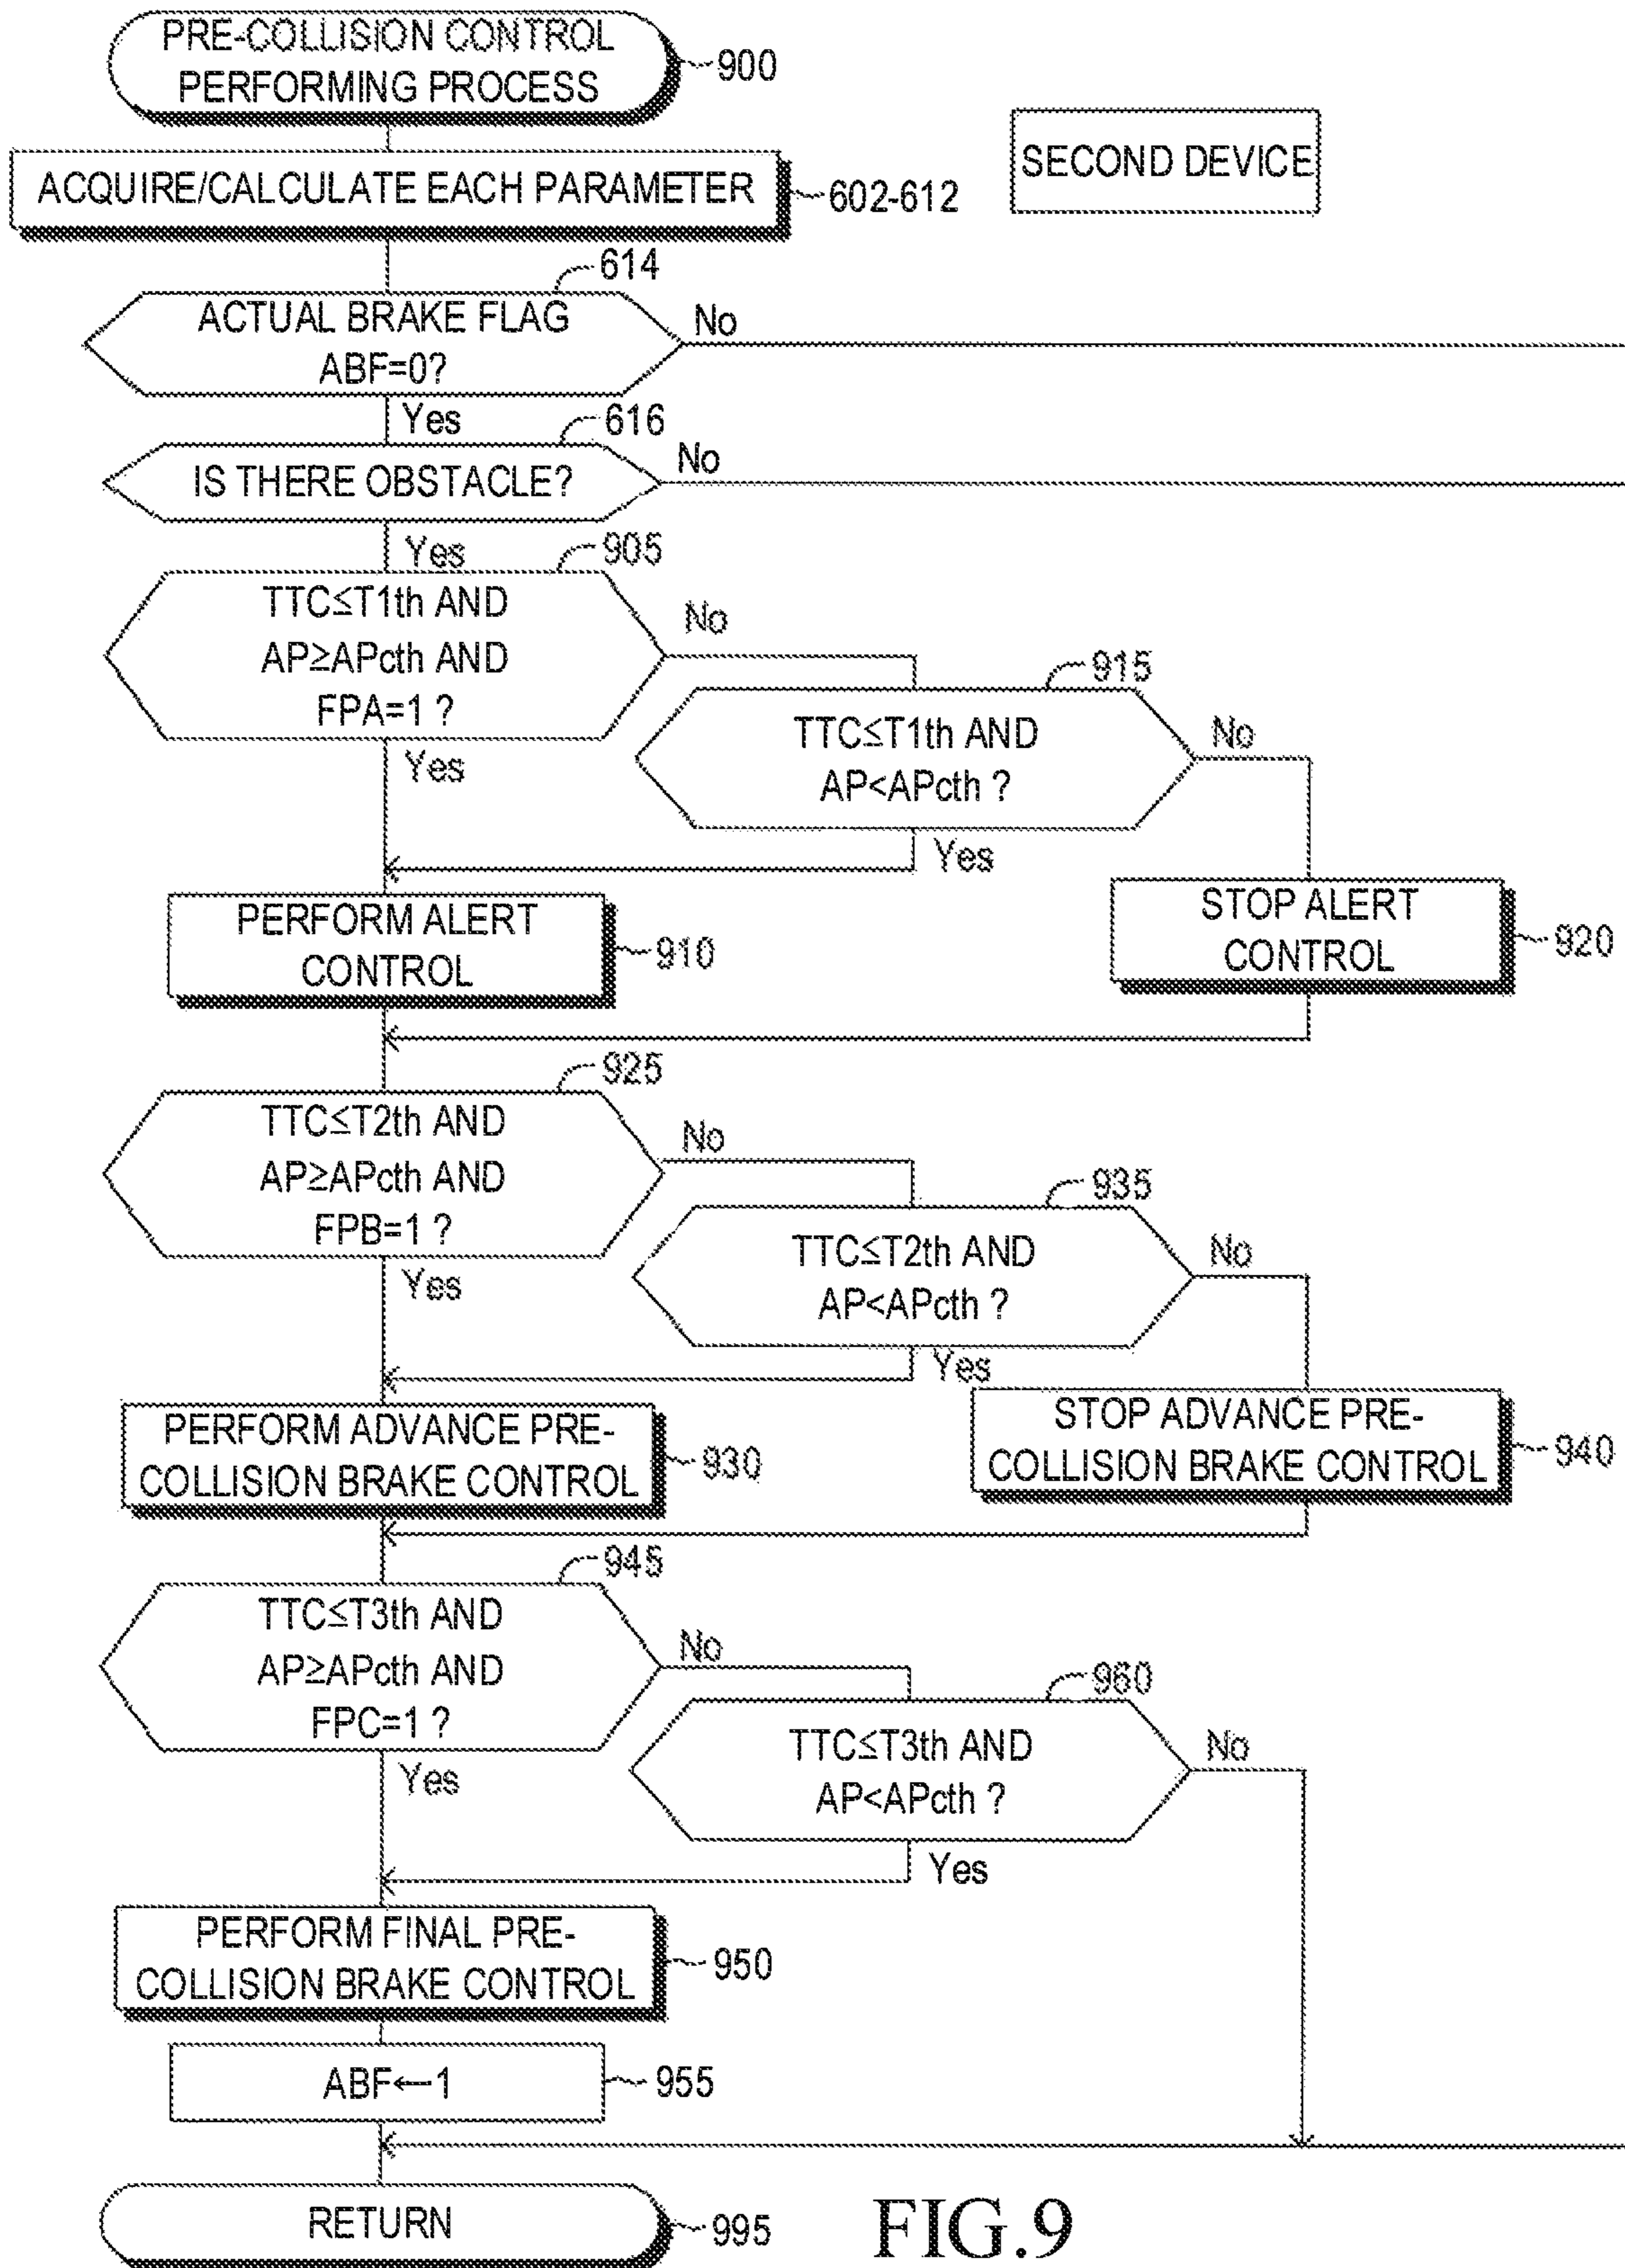 PRE-COLLISION CONTROL
PERFORMING PROCESS
900
SECOND DEVICE
ACQUIRE/CALCULATE EACH PARAMETER
602-612
614
ACTUAL BRAKE FLAG
ABF=0?
No
Yes
616
IS THERE OBSTACLE?
No
Yes
905
TTC≤T1th AND
AP≥APcth AND
FPA=1 ?
No
Yes
915
TTC≤T1th AND
AP<APcth ?
No
Yes
PERFORM ALERT
CONTROL
910
STOP ALERT
CONTROL
920
925
TTC≤T2th AND
AP≥APcth AND
FPB=1 ?
No
Yes
935
TTC≤T2th AND
AP<APcth ?
No
Yes
PERFORM ADVANCE PRE-
COLLISION BRAKE CONTROL
930
STOP ADVANCE PRE-
COLLISION BRAKE CONTROL
940
945
TTC≤T3th AND
AP≥APcth AND
FPC=1 ?
No
Yes
960
TTC≤T3th AND
AP<APcth ?
No
Yes
PERFORM FINAL PRE-
COLLISION BRAKE CONTROL
950
ABF←1
955
RETURN
995
FIG.9